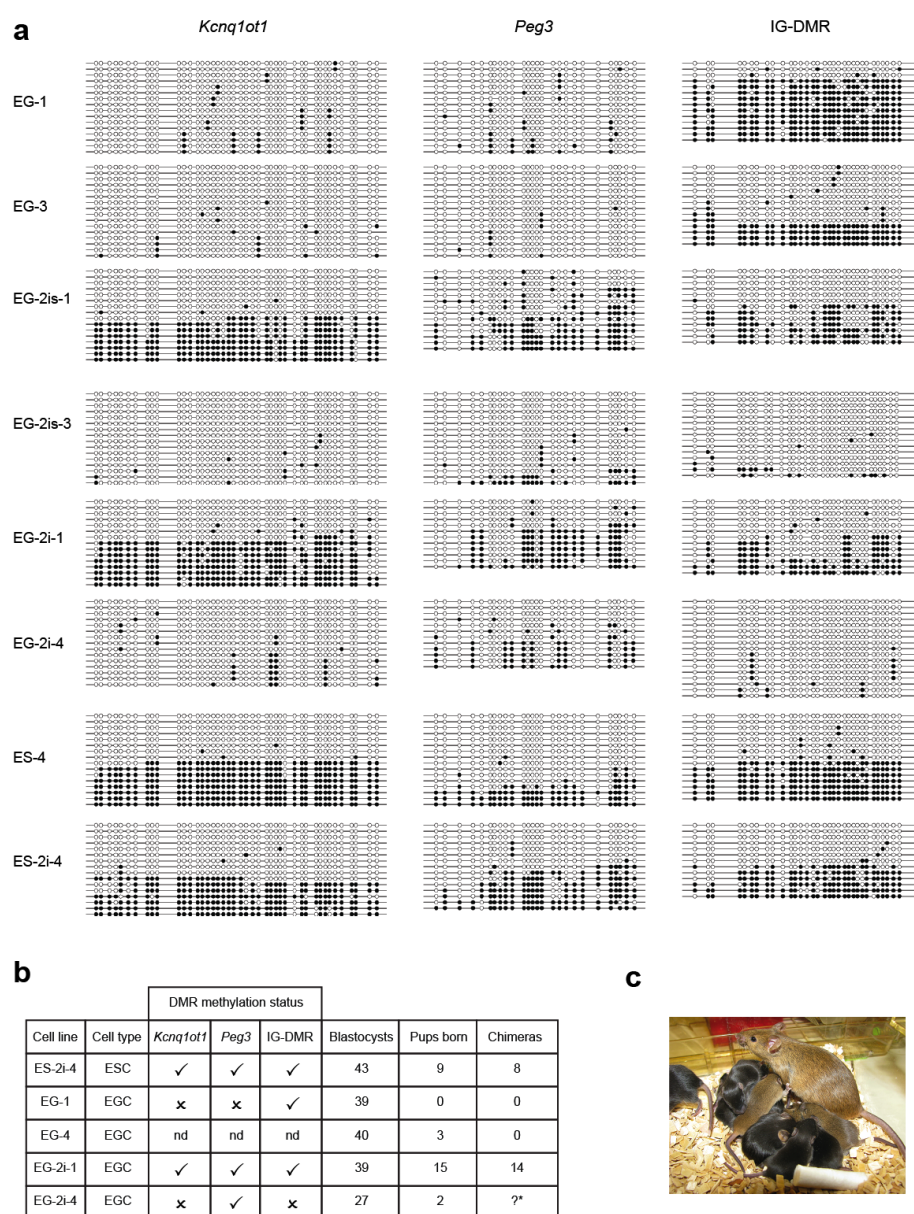 a
Kcnq1ot1 Peg3 IG-DMR
EG-1
EG-3
EG-2is-1
EG-2is-3
EG-2i-1
EG-2i-4
ES-4
ES-2i-4
b
DMR methylation status
Cell line Cell type Kcnq1ot1 Peg3 IG-DMR Blastocysts Pups born Chimeras
ES-2i-4 ESC ✓ ✓ ✓ 43 9 8
EG-1 EGC x x ✓ 39 0 0
EG-4 EGC nd nd nd 40 3 0
EG-2i-1 EGC ✓ ✓ ✓ 39 15 14
EG-2i-4 EGC x ✓ x 27 2 ?*
c